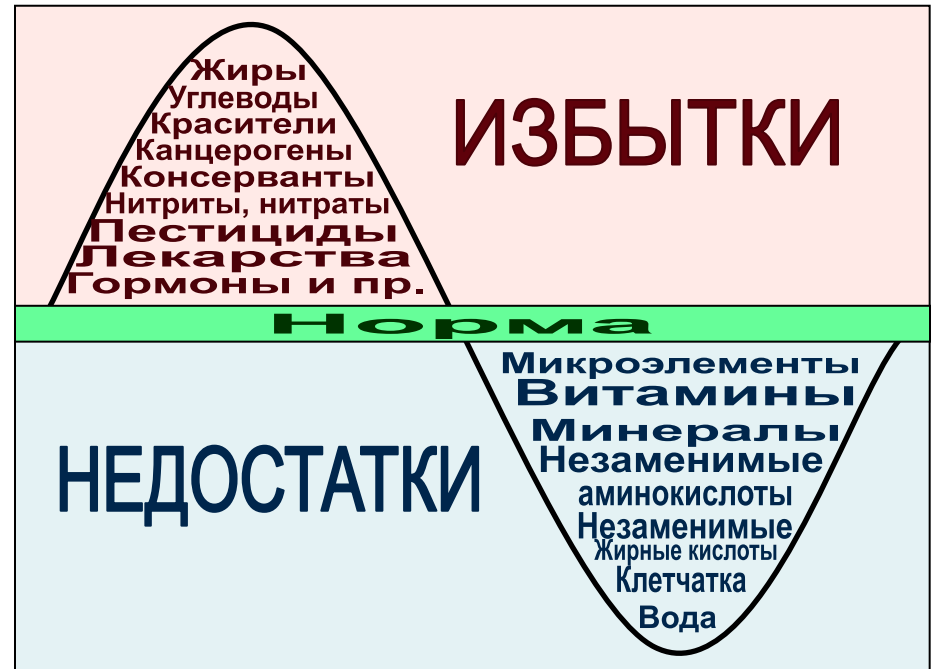 Жиры
Углеводы
Красители
Канцерогены
Консерванты
Нитриты, нитраты
Пестициды
Лекарства
Гормоны и пр.
ИЗБЫТКИ
Норма
НЕДОСТАТКИ
Микроэлементы
Витамины
Минералы
Незаменимые
аминокислоты
Незаменимые
Жирные кислоты
Клетчатка
Вода